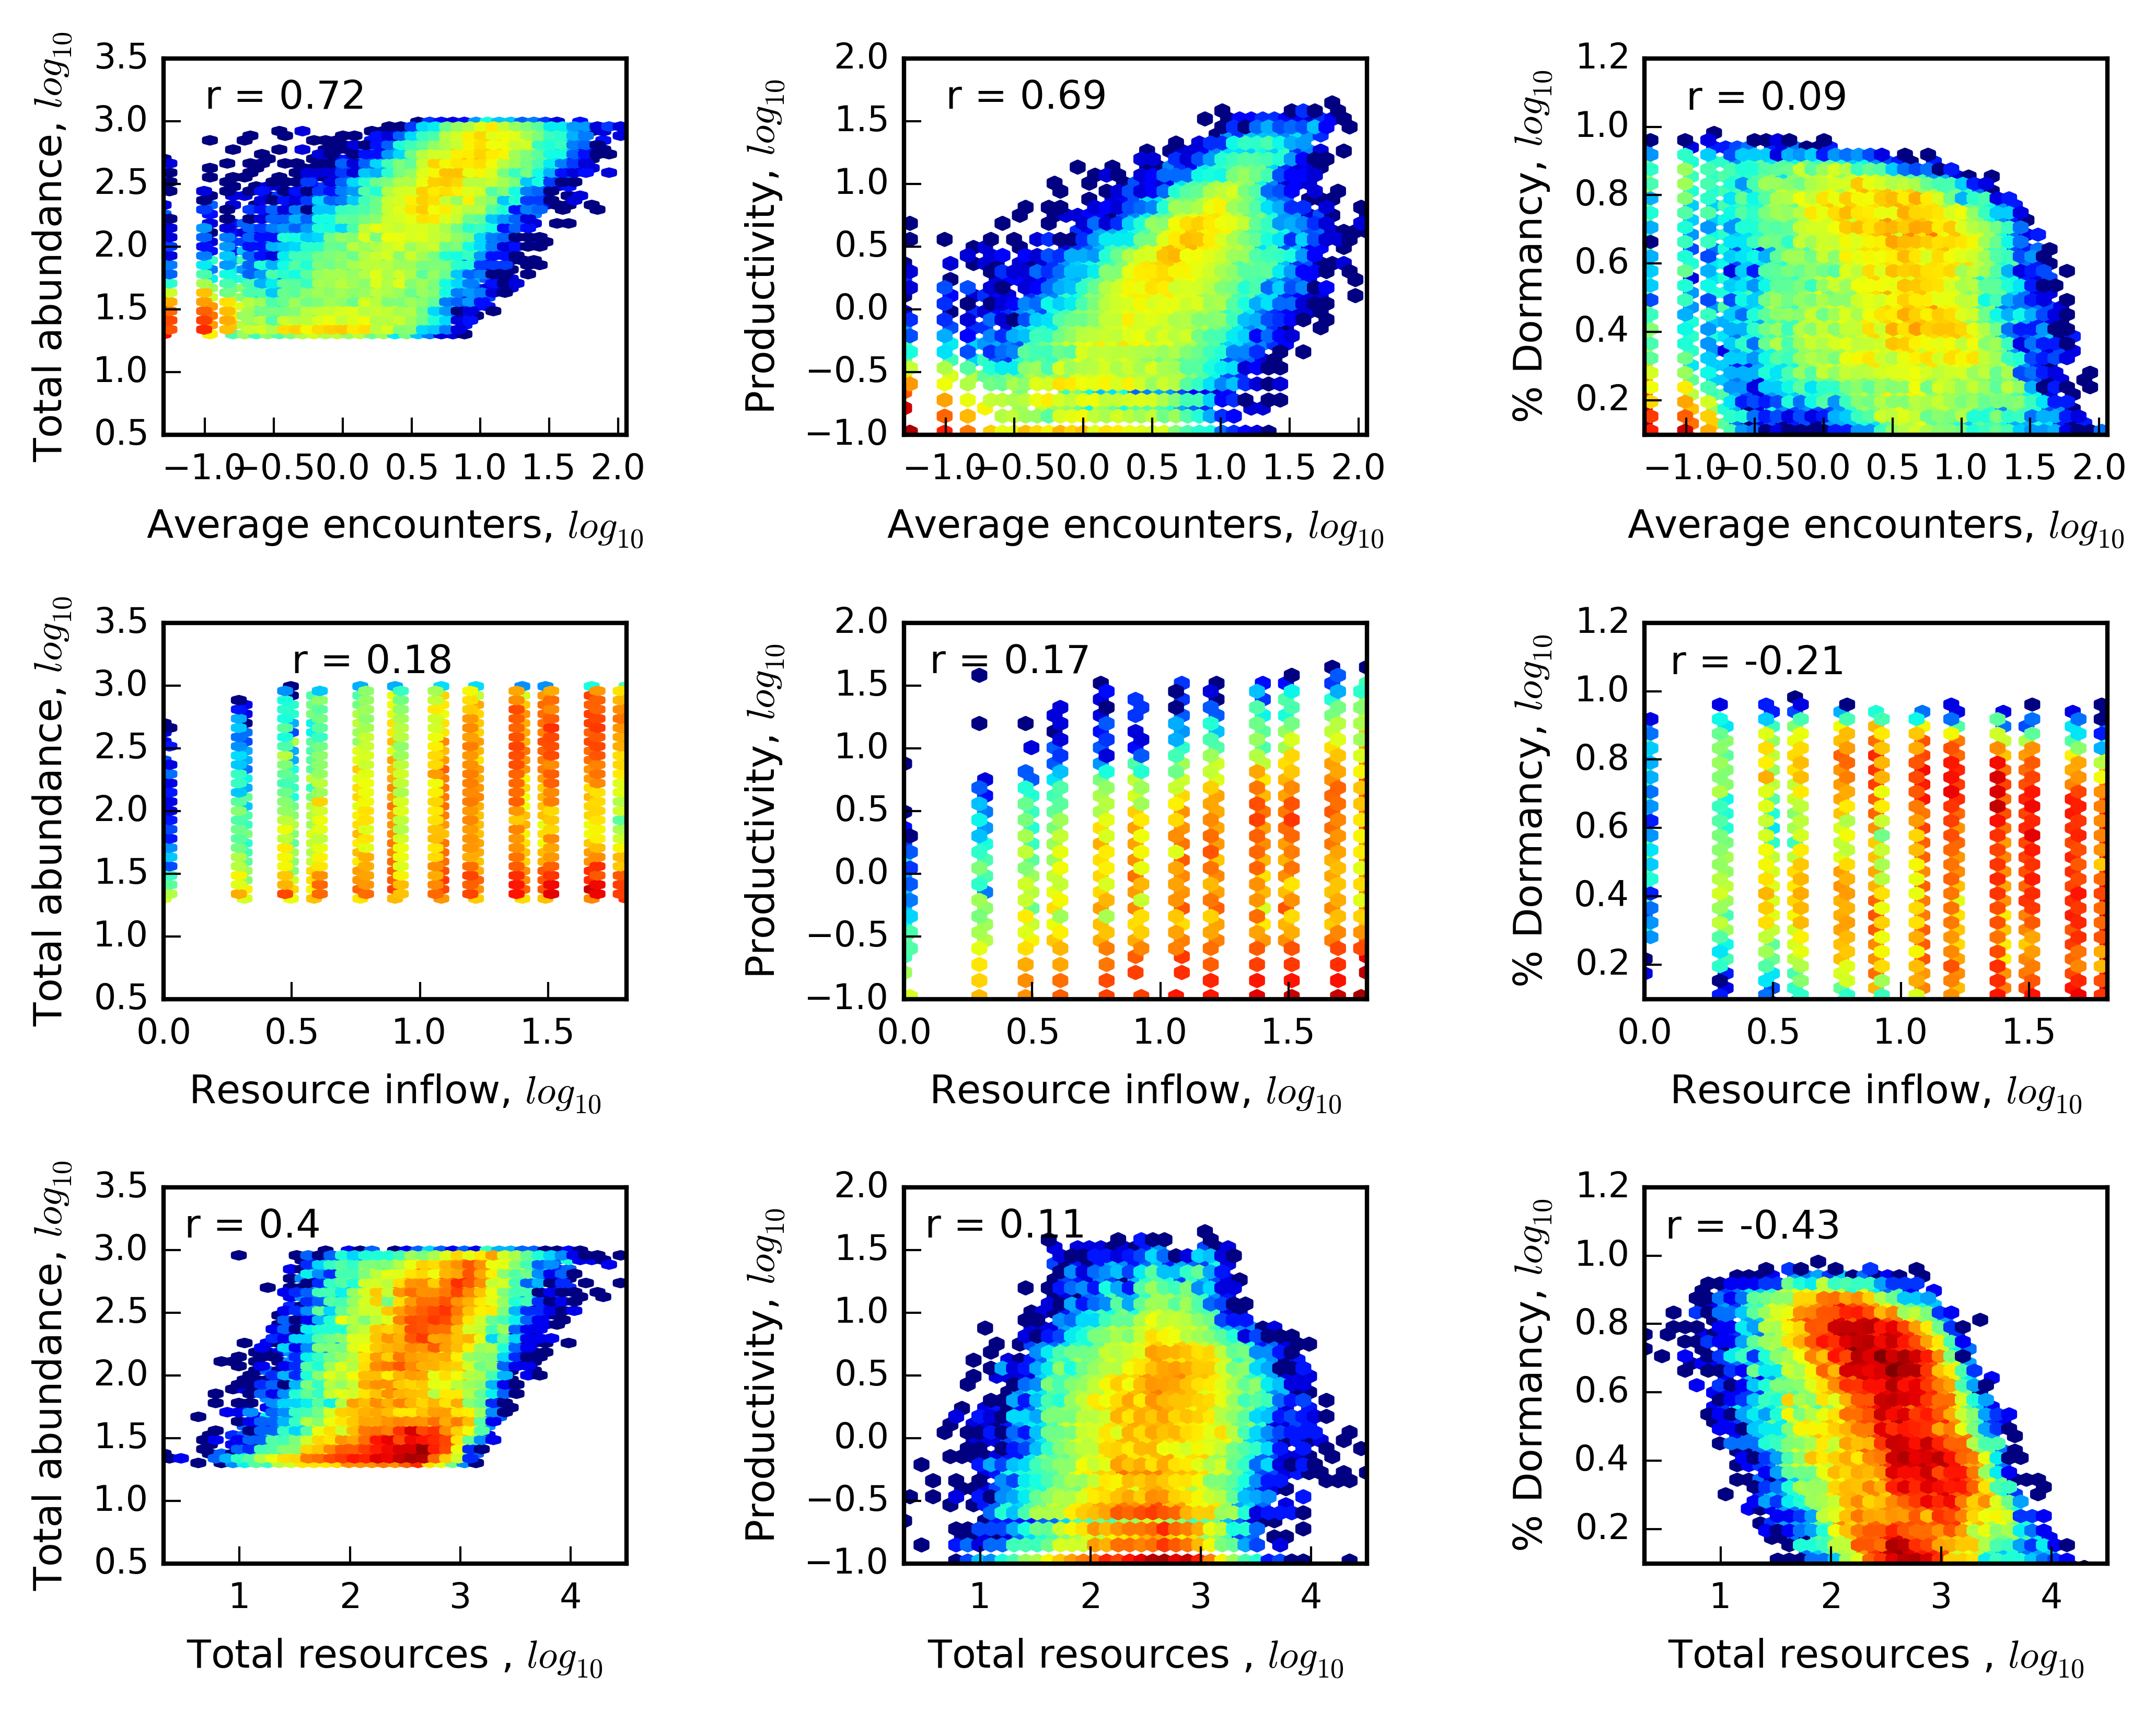 r = 0.72
3.5
3.0
2.5
2.0
1.5
1.0
0.5
Total abundance, log10
−1.0 −0.5 0.0 0.5 1.0 1.5 2.0
Average encounters, log10
r = 0.69
2.0
1.5
1.0
0.5
0.0
−0.5
−1.0
Productivity, log10
−1.0 −0.5 0.0 0.5 1.0 1.5 2.0
Average encounters, log10
r = 0.09
1.2
1.0
0.8
0.6
0.4
0.2
% Dormancy, log10
−1.0 −0.5 0.0 0.5 1.0 1.5 2.0
Average encounters, log10
r = 0.18
3.5
3.0
2.5
2.0
1.5
1.0
0.5
Total abundance, log10
0.0 0.5 1.0 1.5
Resource inflow, log10
r = 0.17
2.0
1.5
1.0
0.5
0.0
−0.5
−1.0
Productivity, log10
0.0 0.5 1.0 1.5
Resource inflow, log10
r = -0.21
1.2
1.0
0.8
0.6
0.4
0.2
% Dormancy, log10
0.0 0.5 1.0 1.5
Resource inflow, log10
r = 0.4
3.5
3.0
2.5
2.0
1.5
1.0
0.5
Total abundance, log10
1 2 3 4
Total resources , log10
r = 0.11
2.0
1.5
1.0
0.5
0.0
−0.5
−1.0
Productivity, log10
1 2 3 4
Total resources , log10
r = -0.43
1.2
1.0
0.8
0.6
0.4
0.2
% Dormancy, log10
1 2 3 4
Total resources , log10